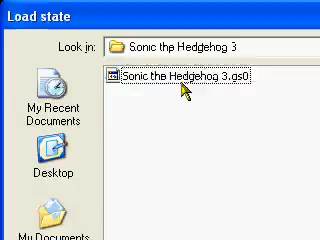 Load state
Look in:
Sonic the Hedgehog 3
Sonic the Hedgehog 3.gs0
My Recent
Documents
Desktop
My Documents